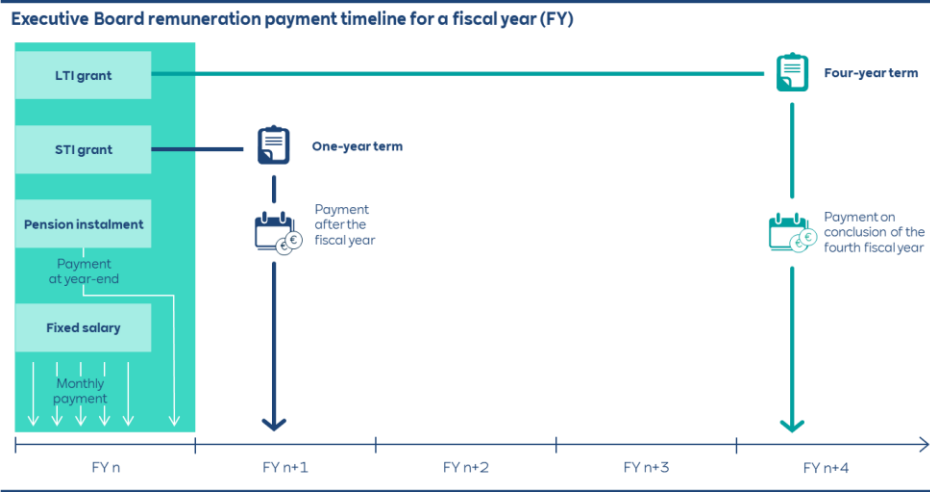 Executive Board remuneration payment timeline for a fiscal year (FY)
LTI grant
Four-year term
STI grant
One-year term
Pension instalment
Payment
after the
fiscal year
Payment on
conclusion of the
fourth fiscal year
€€
€€
Payment
at year-end
Fixed salary
Monthly
payment
FY n
FY n+1
FY n+2
FY n+3
FY n+4